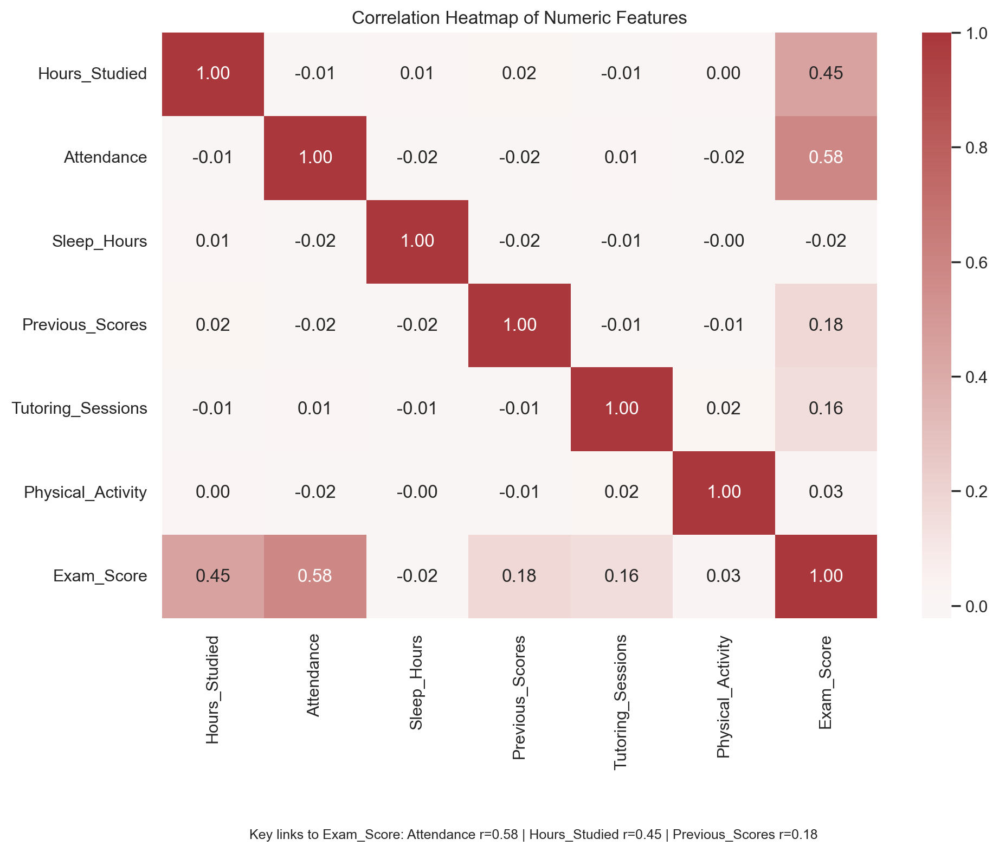 Correlation Heatmap of Numeric Features
Hours_Studied 1.00 -0.01 0.01 0.02 -0.01 0.00 0.45
Attendance -0.01 1.00 -0.02 -0.02 0.01 -0.02 0.58
Sleep_Hours 0.01 -0.02 1.00 -0.02 -0.01 -0.00 -0.02
Previous_Scores 0.02 -0.02 -0.02 1.00 -0.01 -0.01 0.18
Tutoring_Sessions -0.01 0.01 -0.01 -0.01 1.00 0.02 0.16
Physical_Activity 0.00 -0.02 -0.00 -0.01 0.02 1.00 0.03
Exam_Score 0.45 0.58 -0.02 0.18 0.16 0.03 1.00
Hours_Studied
Attendance
Sleep_Hours
Previous_Scores
Tutoring_Sessions
Physical_Activity
Exam_Score
1.0
0.8
0.6
0.4
0.2
0.0
Key links to Exam_Score: Attendance r=0.58 | Hours_Studied r=0.45 | Previous_Scores r=0.18